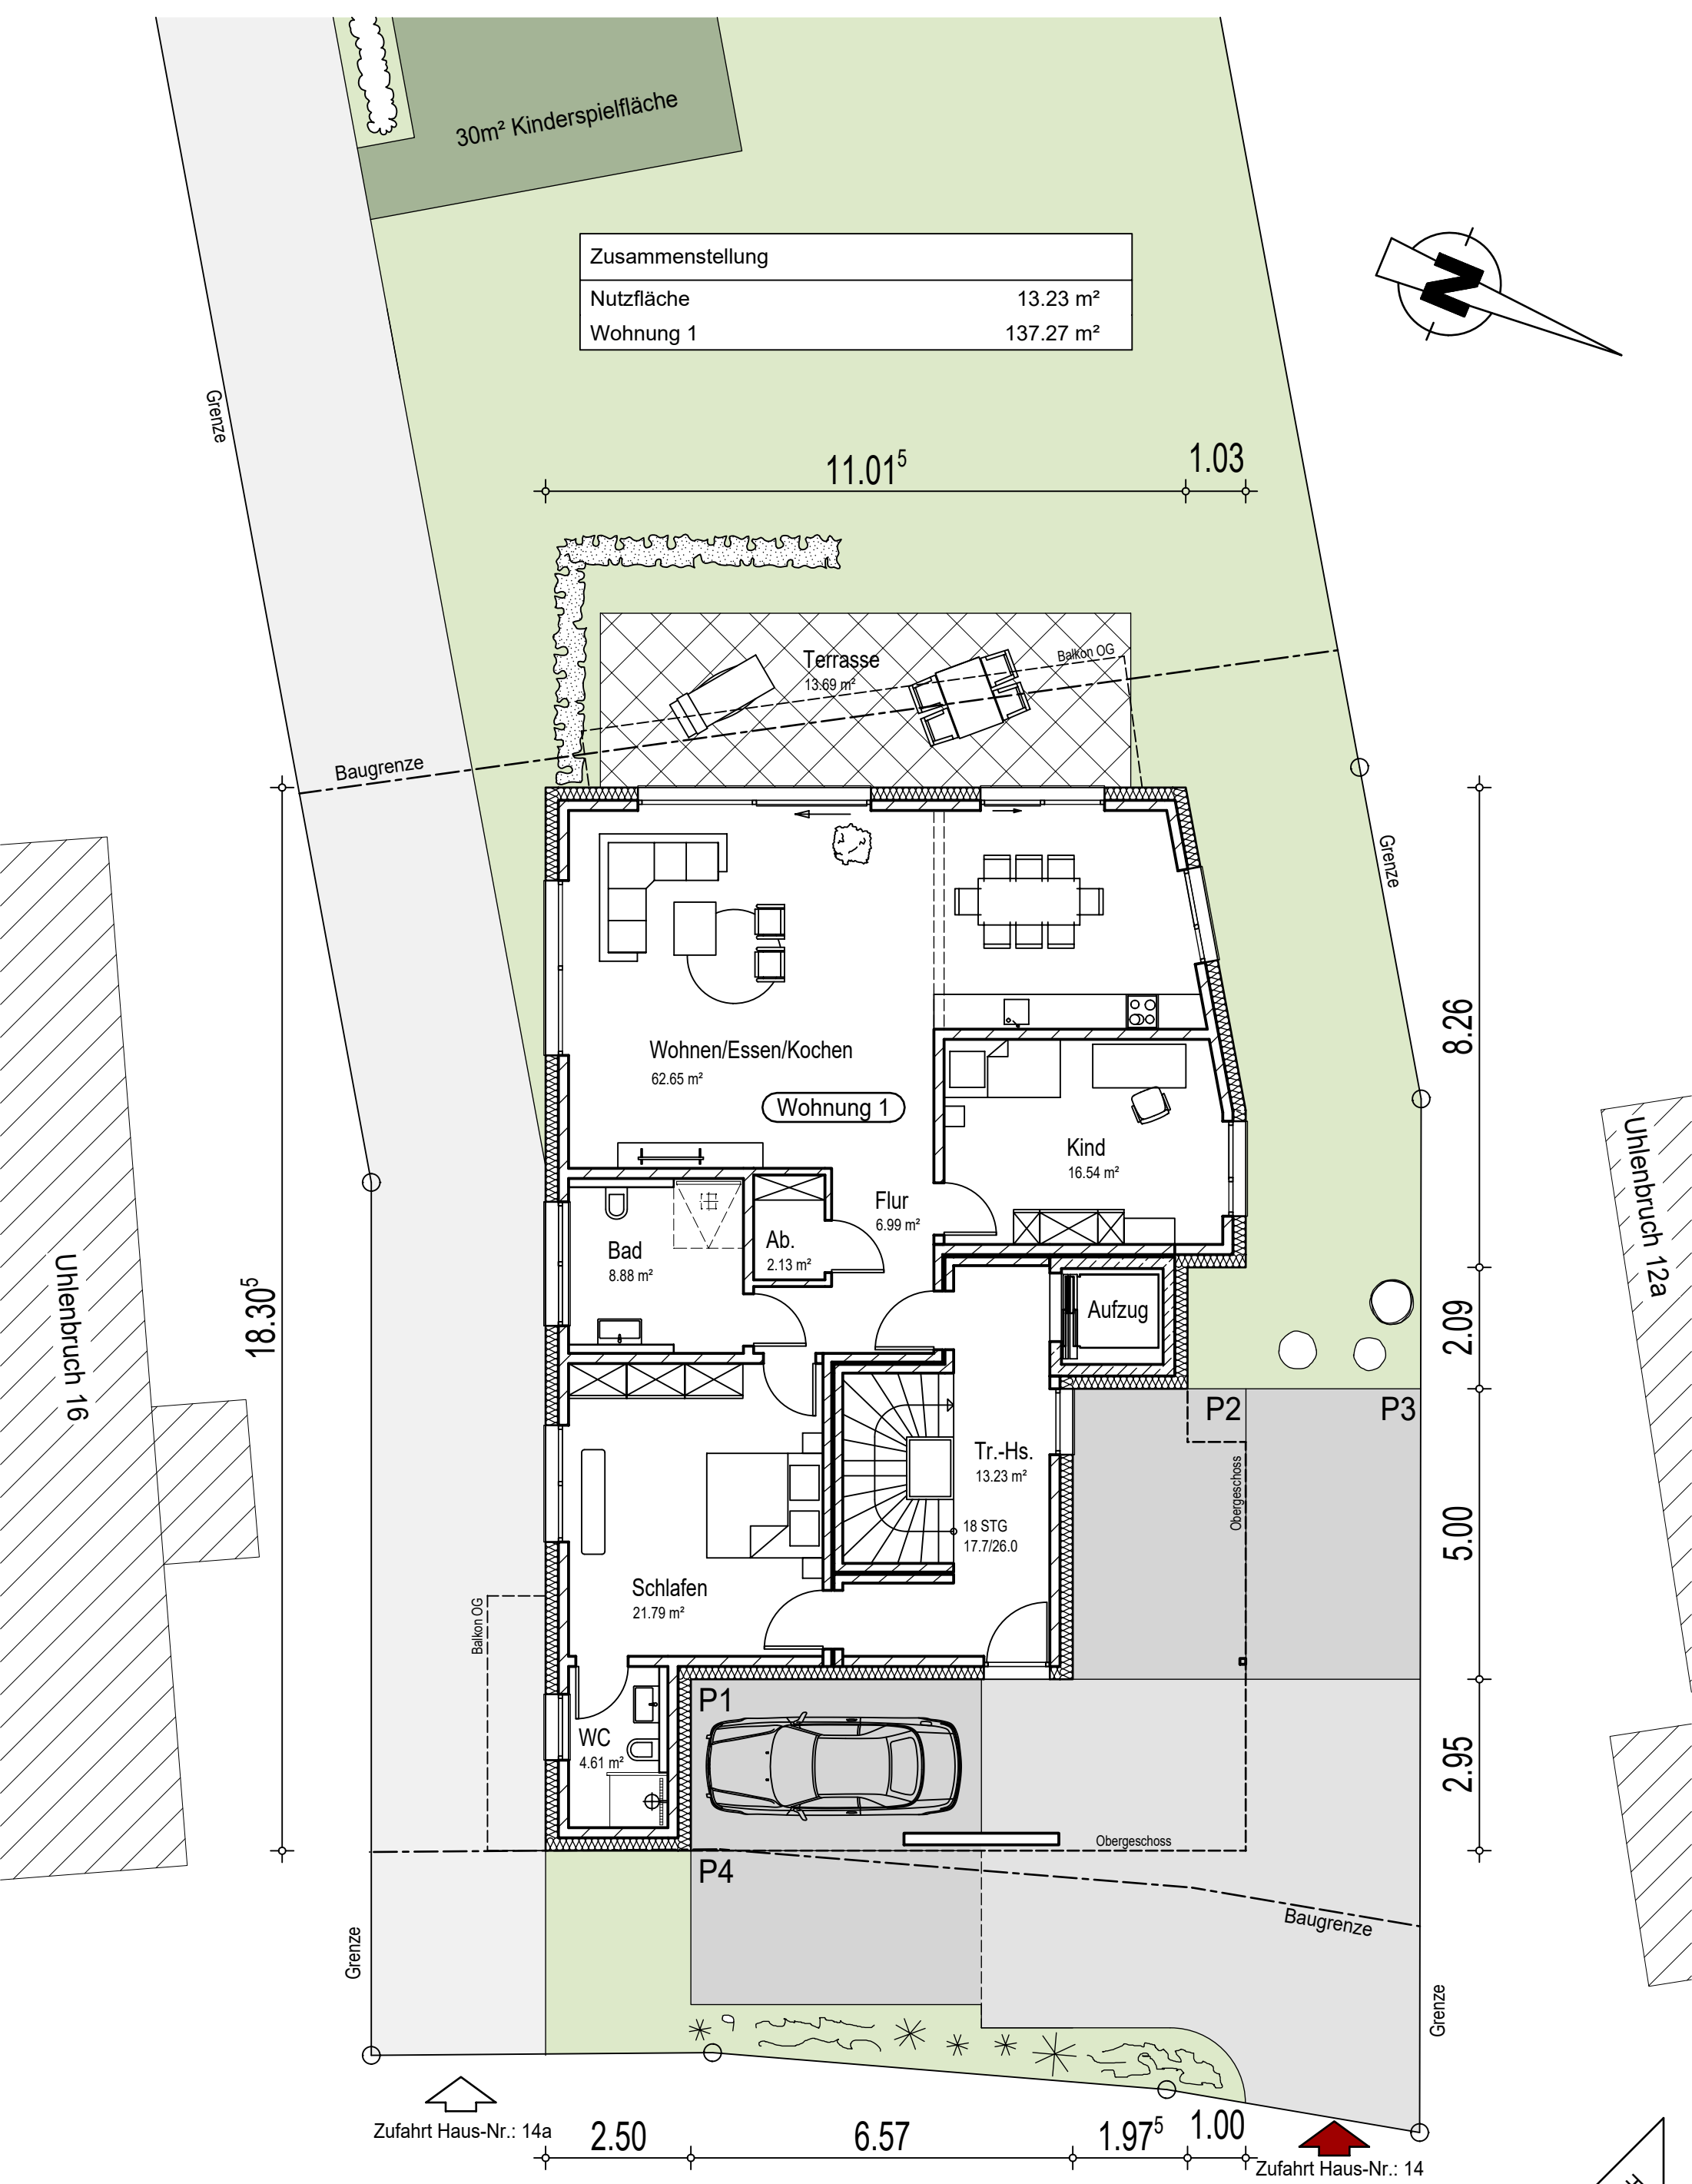 30m² Kinderspielfläche
Zusammenstellung
Nutzfläche 13.23 m²
Wohnung 1 137.27 m²
N
Grenze
11.01⁵
1.03
Terrasse
13.69 m²
Balkon OG
Baugrenze
Grenze
8.26
Wohnen/Essen/Kochen
62.65 m²
Wohnung 1
Kind
16.54 m²
Uhlenbruch 12a
Flur
6.99 m²
Bad
8.88 m²
Ab.
2.13 m²
Uhlenbruch 16
18.30⁵
Aufzug
2.09
P2
P3
Tr.-Hs.
13.23 m²
Obergeschoss
18 STG
17.7/26.0
5.00
Schlafen
21.79 m²
Balkon OG
P1
WC
4.61 m²
2.95
Obergeschoss
P4
Baugrenze
Grenze
Grenze
Zufahrt Haus-Nr.: 14a
2.50
6.57
1.97⁵
1.00
Zufahrt Haus-Nr.: 14